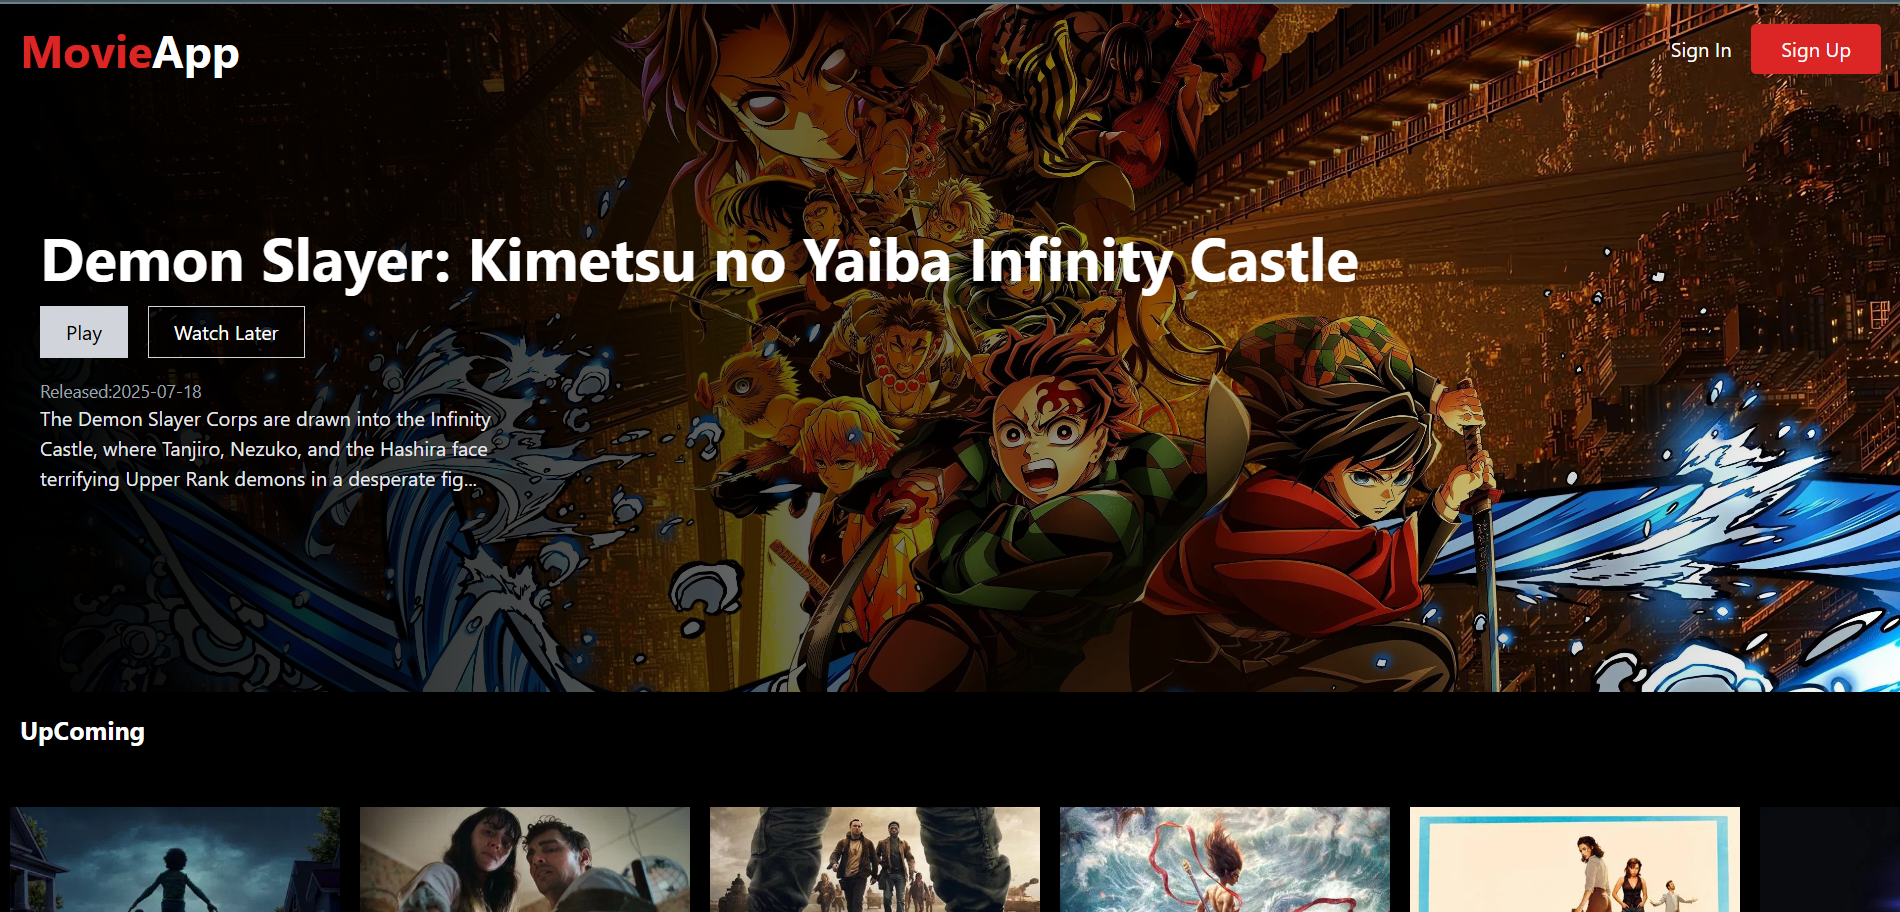 MovieApp
Sign In
Sign Up
Demon Slayer: Kimetsu no Yaiba Infinity Castle
Play
Watch Later
Released:2025-07-18
The Demon Slayer Corps are drawn into the Infinity
Castle, where Tanjiro, Nezuko, and the Hashira face
terrifying Upper Rank demons in a desperate fig...
UpComing